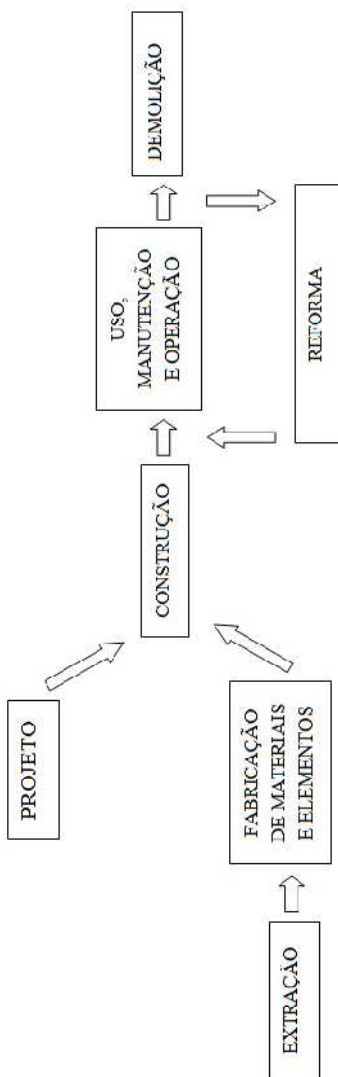 PROJETO
EXTRAÇÃO
FABRICAÇÃO
DE MATERIAIS
E ELEMENTOS
CONSTRUÇÃO
USO,
MANUTENÇÃO
E OPERAÇÃO
DEMOLIÇÃO
REFORMA